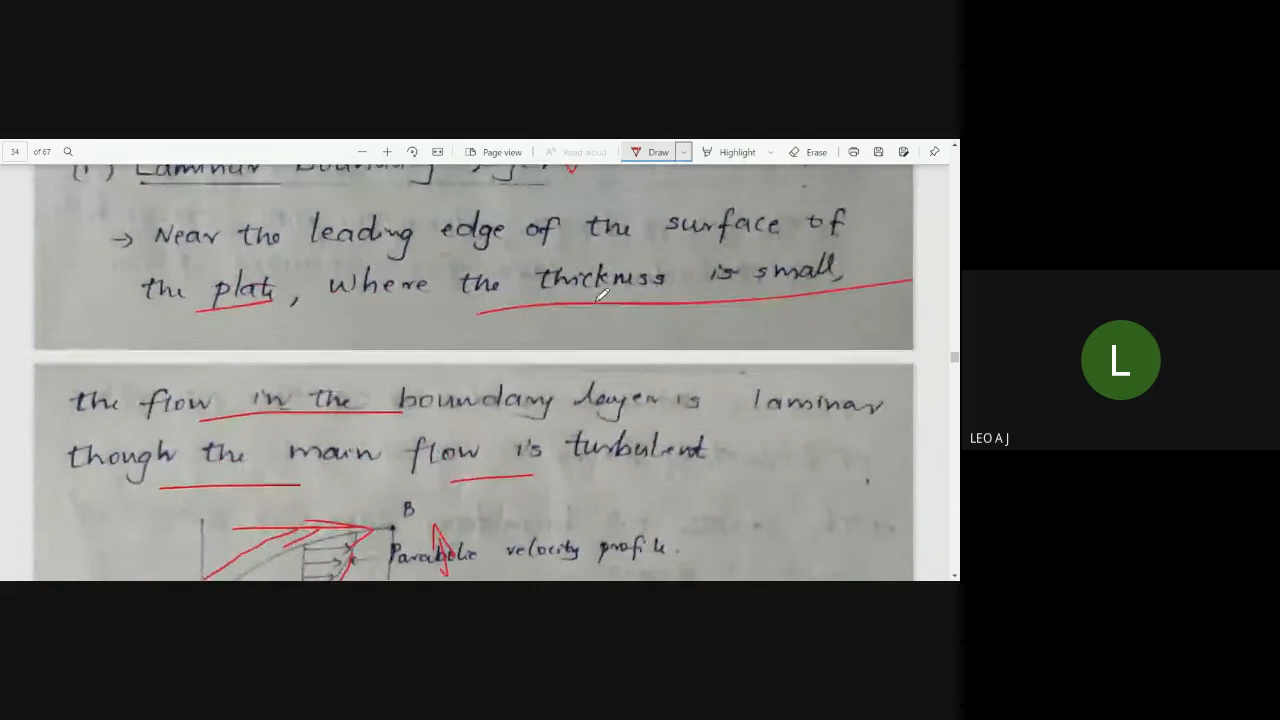 34 of 67 Page view Read aloud Draw Highlight Erase
(i) Laminar Boundary
→ Near the leading edge of the surface of
the plate, where the thickness is small,
the flow in the boundary layer is laminar
though the main flow is turbulent
B
Parabolic velocity profile.
L
LEO A J